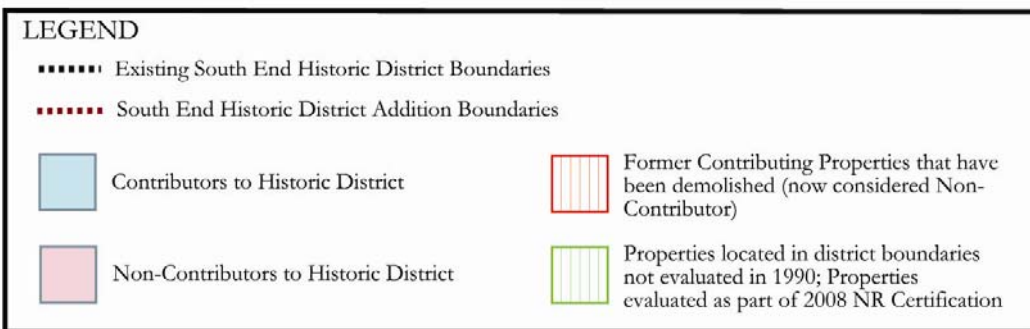 LEGEND
Existing South End Historic District Boundaries
South End Historic District Addition Boundaries
Contributors to Historic District
Former Contributing Properties that have
been demolished (now considered Non-
Contributor)
Non-Contributors to Historic District
Properties located in district boundaries
not evaluated in 1990; Properties
evaluated as part of 2008 NR Certification